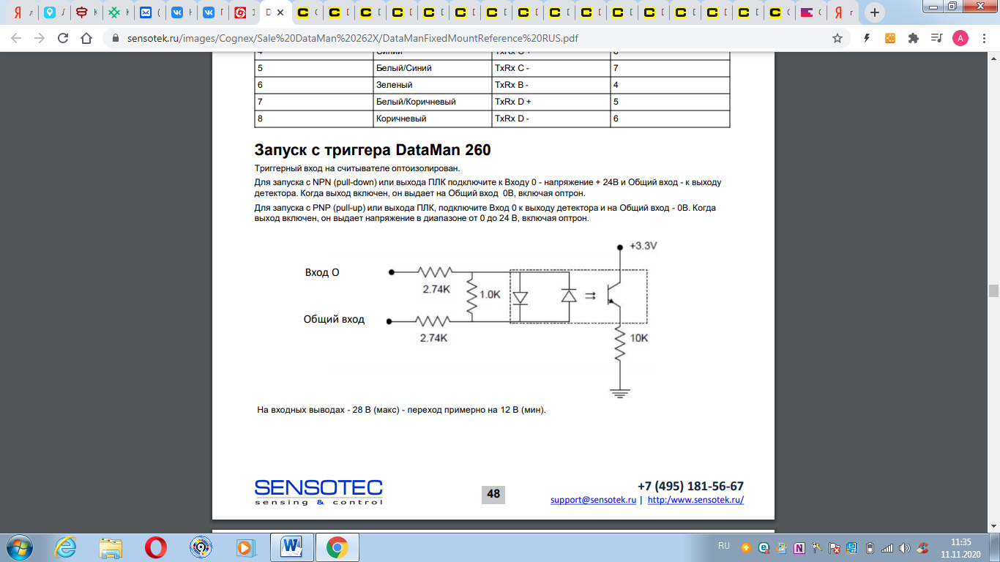 sensotek.ru/images/Cognex/Sale%20DataMan%20262X/DataManFixedMountReference%20RUS.pdf
4 Синий TxRx C + 8
5 Белый/Синий TxRx C - 7
6 Зеленый TxRx B - 4
7 Белый/Коричневый TxRx D + 5
8 Коричневый TxRx D - 6
Запуск с триггера DataMan 260
Триггерный вход на считывателе оптоизолирован.
Для запуска с NPN (pull-down) или выхода ПЛК подключите к Входу 0 - напряжение + 24В и Общий вход - к выходу
детектора. Когда выход включен, он выдает на Общий вход 0В, включая оптрон.
Для запуска с PNP (pull-up) или выхода ПЛК, подключите Вход 0 к выходу детектора и на Общий вход - 0В. Когда
выход включен, он выдает напряжение в диапазоне от 0 до 24 В, включая оптрон.
+3.3V
Вход О
2.74K
1.0K
Общий вход
2.74K
10K
На входных выводах - 28 В (макс) - переход примерно на 12 В (мин).
SENSOTEC
sensing & control
48
+7 (495) 181-56-67
support@sensotek.ru | http:/www.sensotek.ru/
RU
11:35
11.11.2020